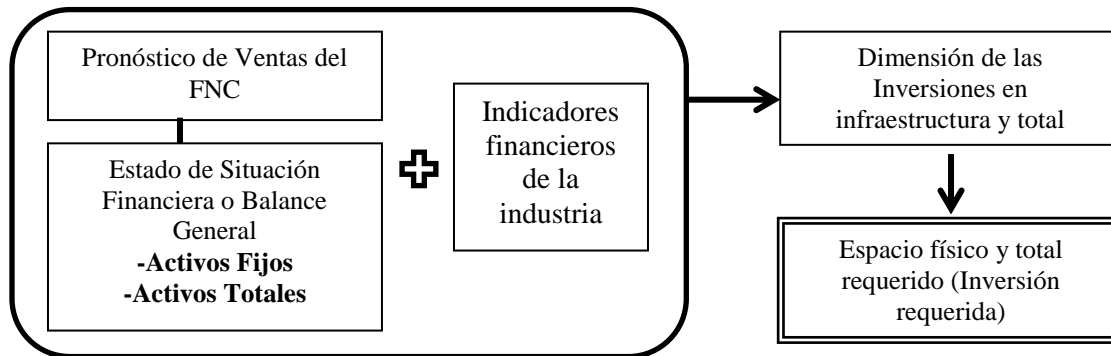 Pronóstico de Ventas del
FNC
Estado de Situación
Financiera o Balance
General
-Activos Fijos
-Activos Totales
Indicadores
financieros
de la
industria
Dimensión de las
Inversiones en
infraestructura y total
Espacio físico y total
requerido (Inversión
requerida)